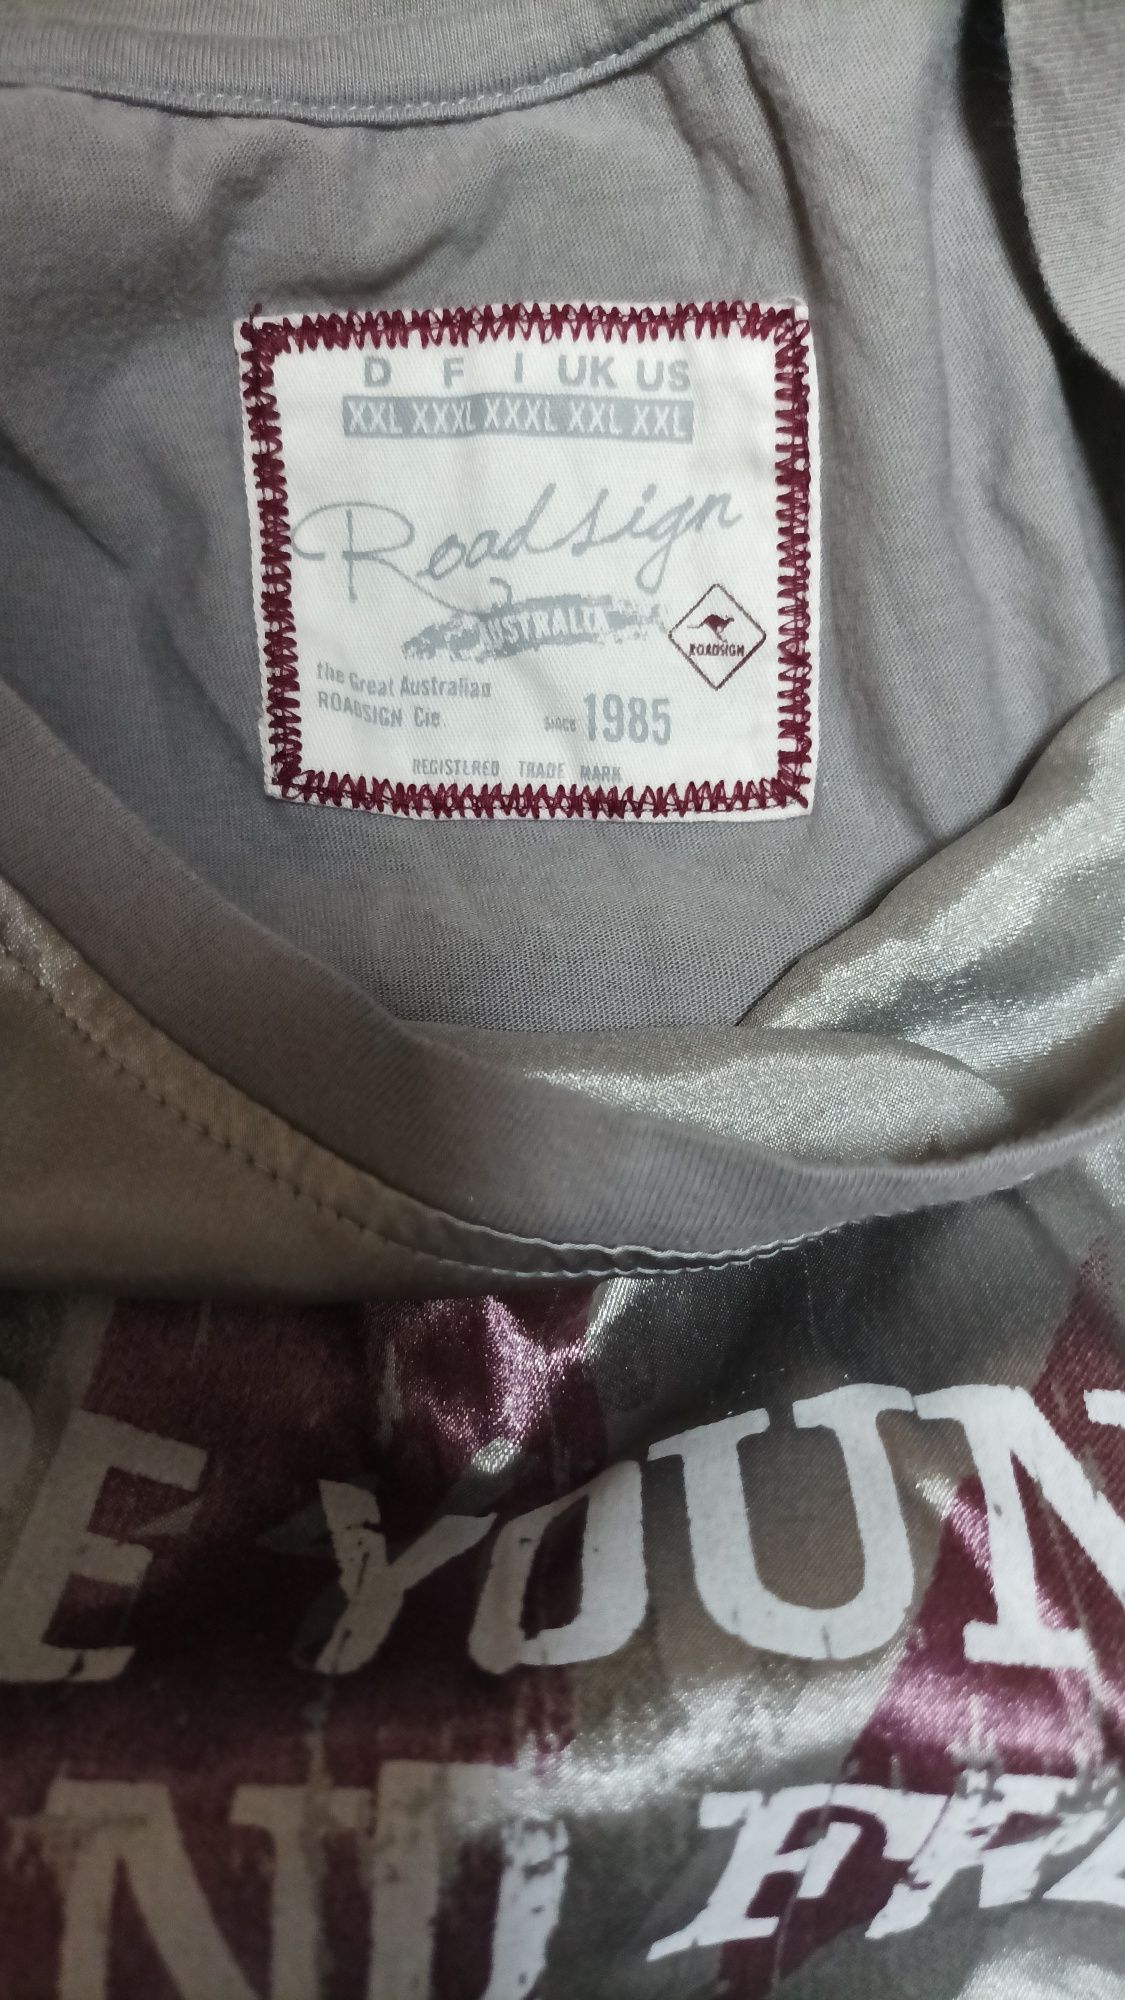 D F I UK US
XXL XXXL XXXL XXL XXL
Roadsign
AUSTRALIA
ROADSIGN
the Great Australian
ROADSIGN Cie
SINCE 1985
REGISTERED TRADE MARK
E YOUN
ND